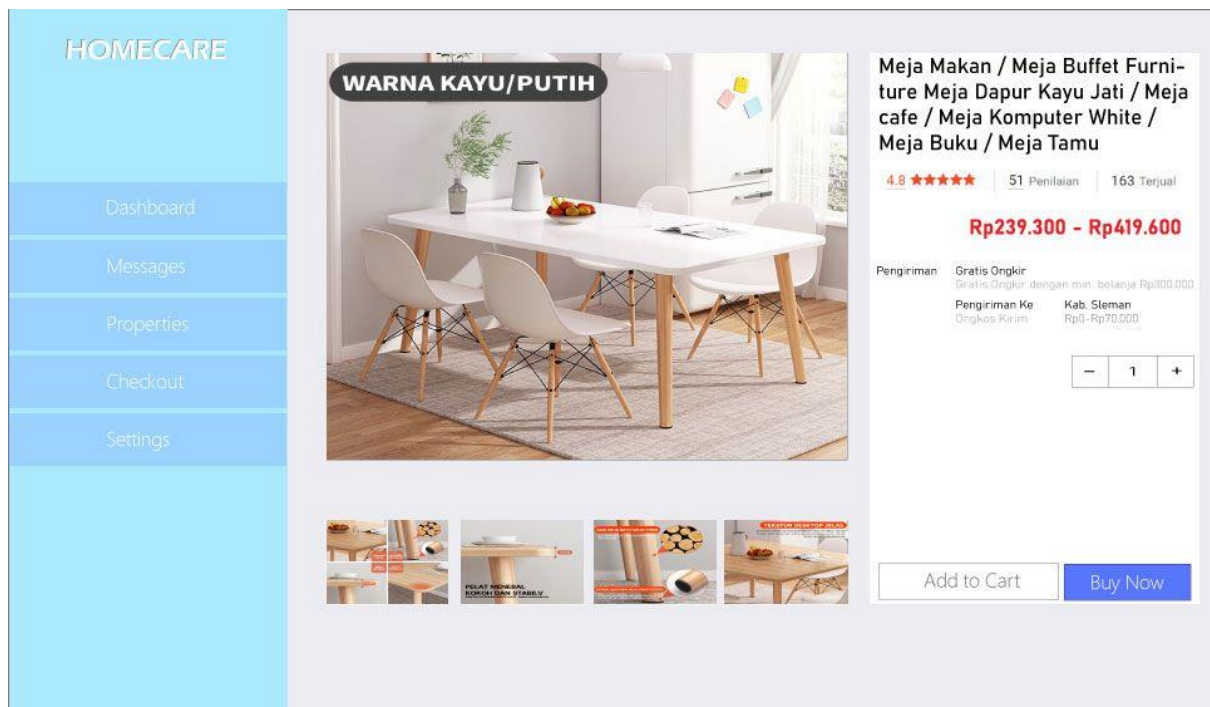 HOMECARE
Dashboard
Messages
Properties
Checkout
Settings
WARNA KAYU/PUTIH
PELAT MENEBAL
KOKOH DAN STABILV
TEKSTUR DESKTOP JELAS
Meja Makan / Meja Buffet Furni-
ture Meja Dapur Kayu Jati / Meja
cafe / Meja Komputer White /
Meja Buku / Meja Tamu
4.8 ★★★★★ 51 Penilaian 163 Terjual
Rp239.300 - Rp419.600
Pengiriman Gratis Ongkir
Gratis Ongkir dengan min. belanja Rp300.000
Pengiriman Ke Kab. Sleman
Ongkos Kirim Rp0-Rp70.000
− 1 +
Add to Cart Buy Now